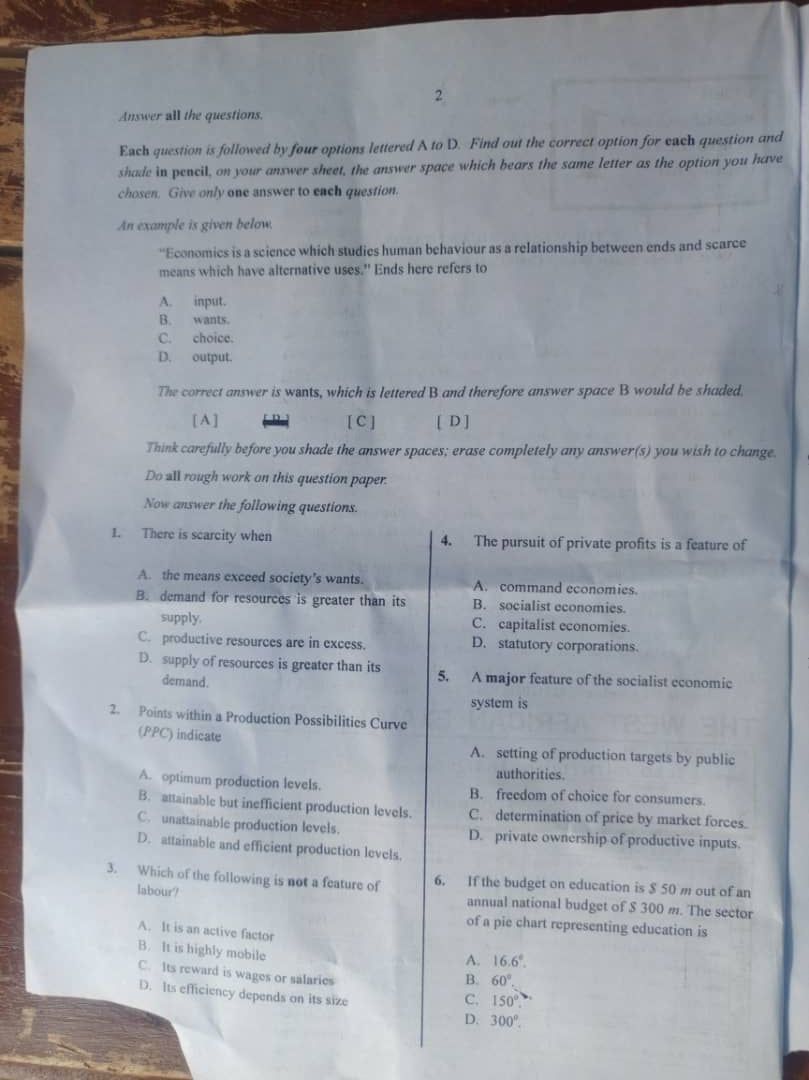 2
Answer all the questions.
Each question is followed by four options lettered A to D. Find out the correct option for each question and
shade in pencil, on your answer sheet, the answer space which bears the same letter as the option you have
chosen. Give only one answer to each question.
An example is given below.
"Economics is a science which studies human behaviour as a relationship between ends and scarce
means which have alternative uses." Ends here refers to
A. input.
B. wants.
C. choice.
D. output.
The correct answer is wants, which is lettered B and therefore answer space B would be shaded.
[A] [B] [C] [D]
Think carefully before you shade the answer spaces; erase completely any answer(s) you wish to change.
Do all rough work on this question paper.
Now answer the following questions.
1. There is scarcity when
A. the means exceed society's wants.
B. demand for resources is greater than its
supply.
C. productive resources are in excess.
D. supply of resources is greater than its
demand.
2. Points within a Production Possibilities Curve
(PPC) indicate
A. optimum production levels.
B. attainable but inefficient production levels.
C. unattainable production levels.
D. attainable and efficient production levels.
3. Which of the following is not a feature of
labour?
A. It is an active factor
B. It is highly mobile
C. Its reward is wages or salaries
D. Its efficiency depends on its size
4. The pursuit of private profits is a feature of
A. command economies.
B. socialist economies.
C. capitalist economies.
D. statutory corporations.
5. A major feature of the socialist economic
system is
A. setting of production targets by public
authorities.
B. freedom of choice for consumers.
C. determination of price by market forces.
D. private ownership of productive inputs.
6. If the budget on education is $ 50 m out of an
annual national budget of $ 300 m. The sector
of a pie chart representing education is
A. 16.6°.
B. 60°.
C. 150°.
D. 300°.